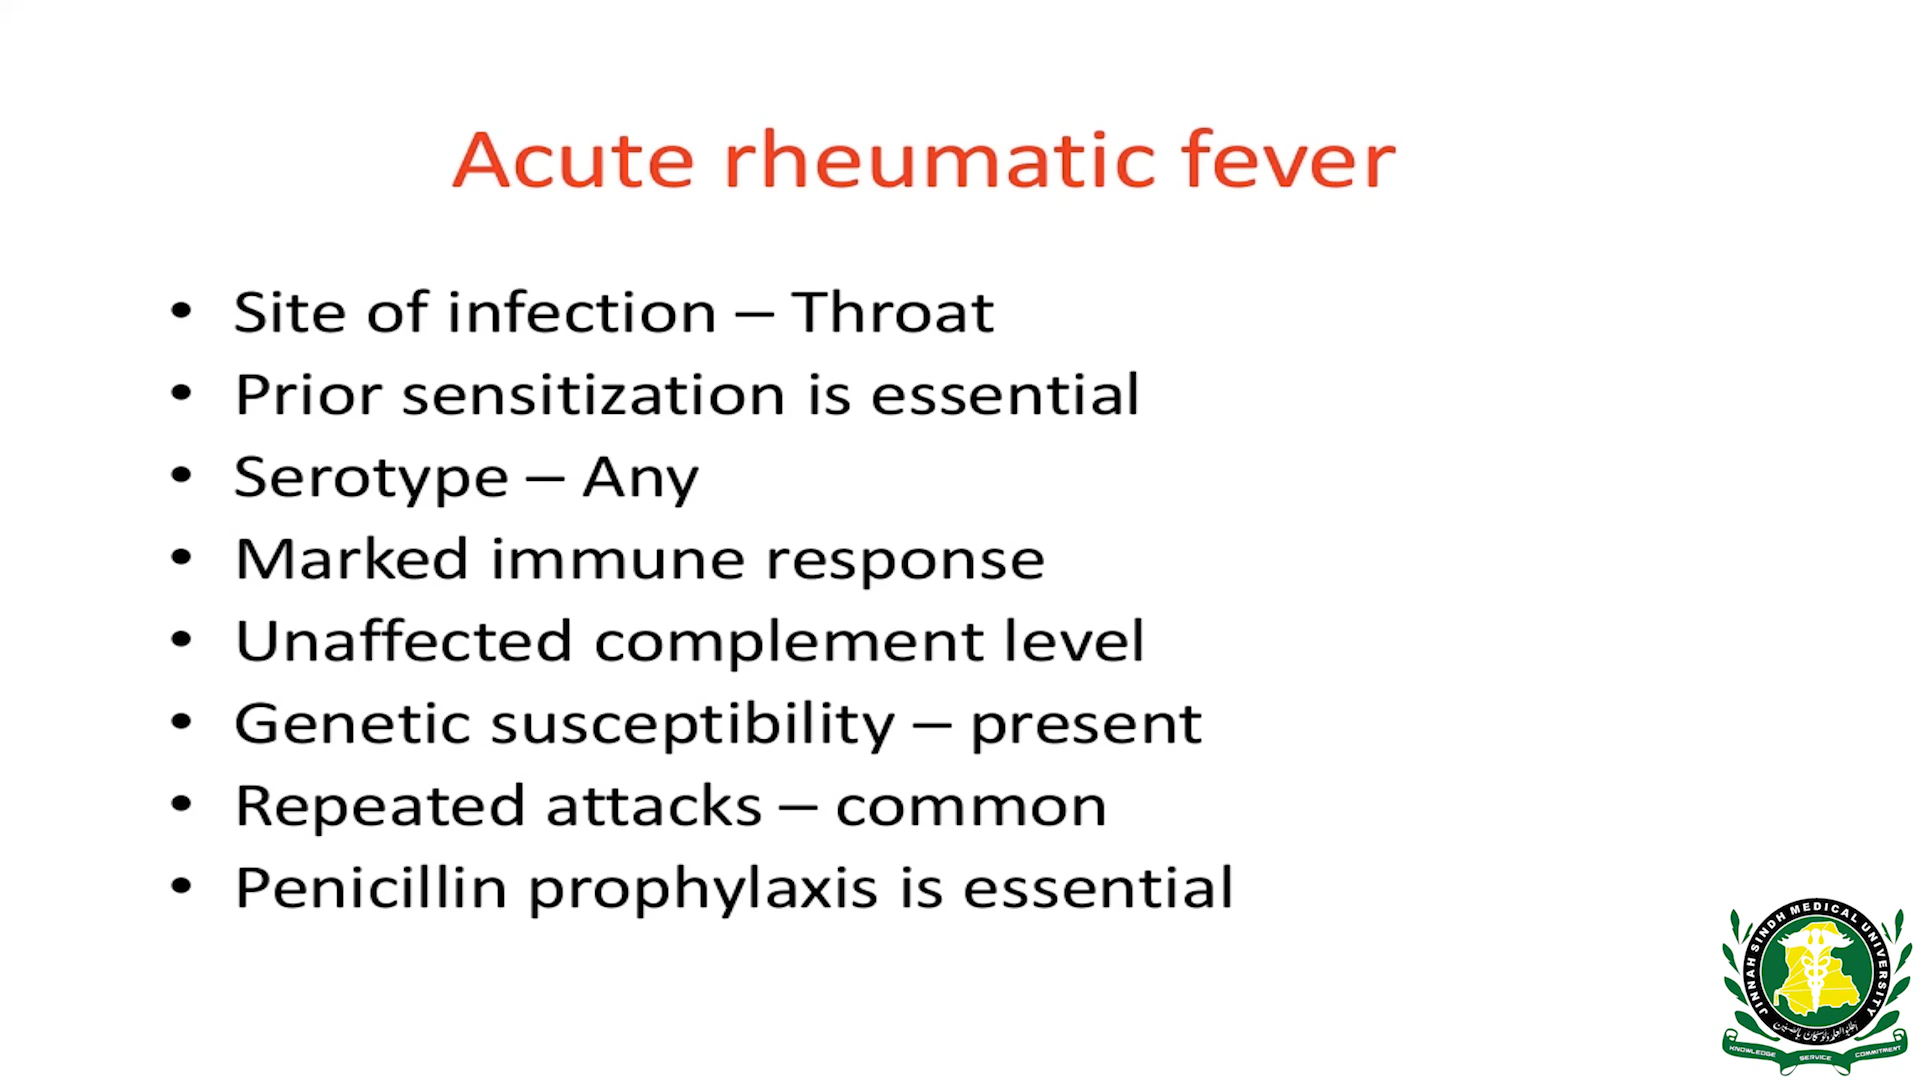 Acute rheumatic fever
• Site of infection – Throat
• Prior sensitization is essential
• Serotype – Any
• Marked immune response
• Unaffected complement level
• Genetic susceptibility – present
• Repeated attacks – common
• Penicillin prophylaxis is essential
JINNAH SINDH MEDICAL UNIVERSITY
KNOWLEDGE SERVICE COMMITMENT